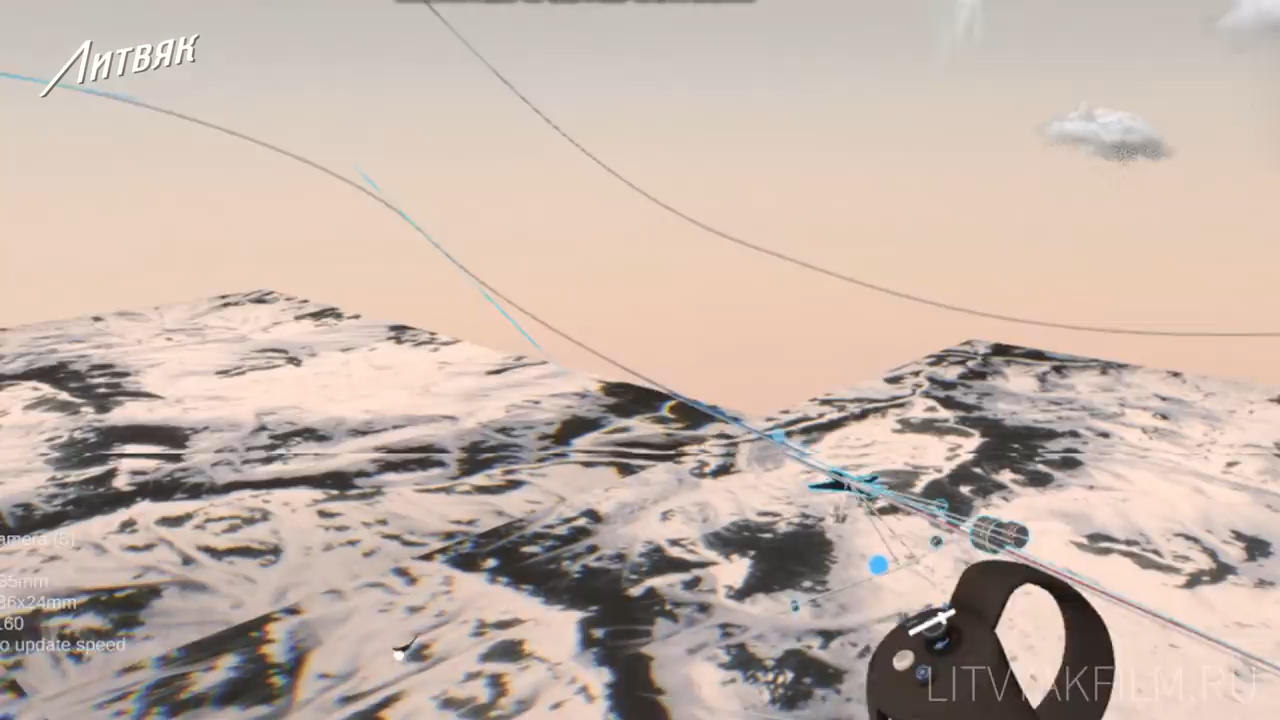 Литвяк
amera (5)
35mm
36x24mm
.60
o update speed
LITVYAKFILM.RU